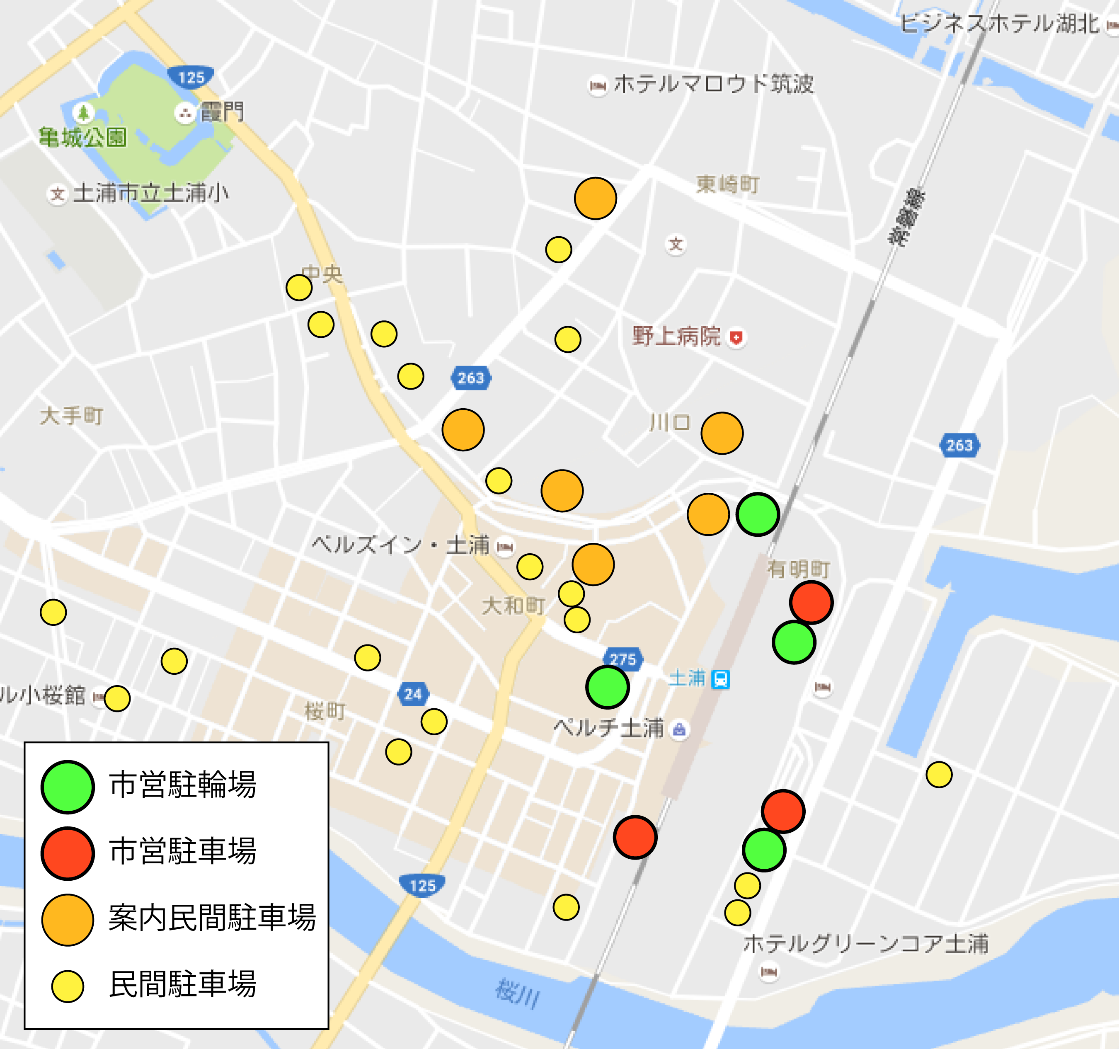 ビジネスホテル湖北
125
ホテルマロウド筑波
霞門
亀城公園
土浦市立土浦小
東崎町
文
文
常磐線
中央
野上病院
263
大手町
川口
263
ベルズイン・土浦
有明町
大和町
275
土浦
ル小桜館
24
桜町
ペルチ土浦
市営駐輪場
市営駐車場
125
案内民間駐車場
ホテルグリーンコア土浦
民間駐車場
桜川